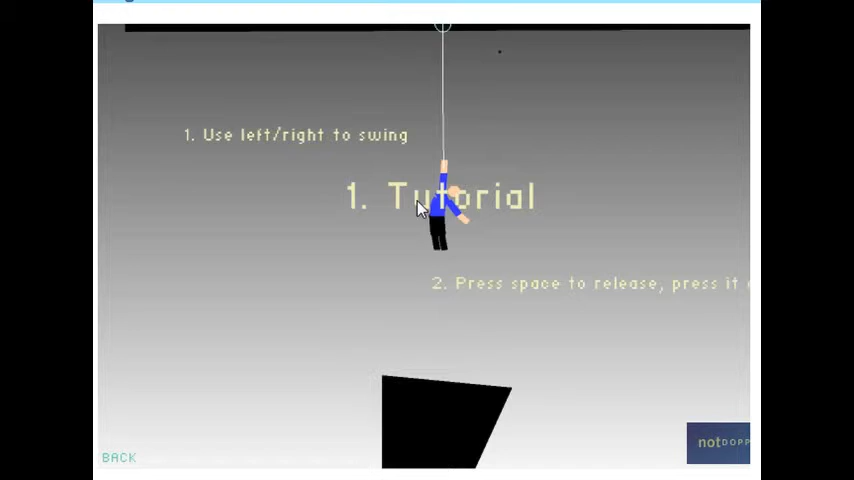 1. Use left/right to swing
1. Tutorial
2. Press space to release, press it
notDOPP
BACK